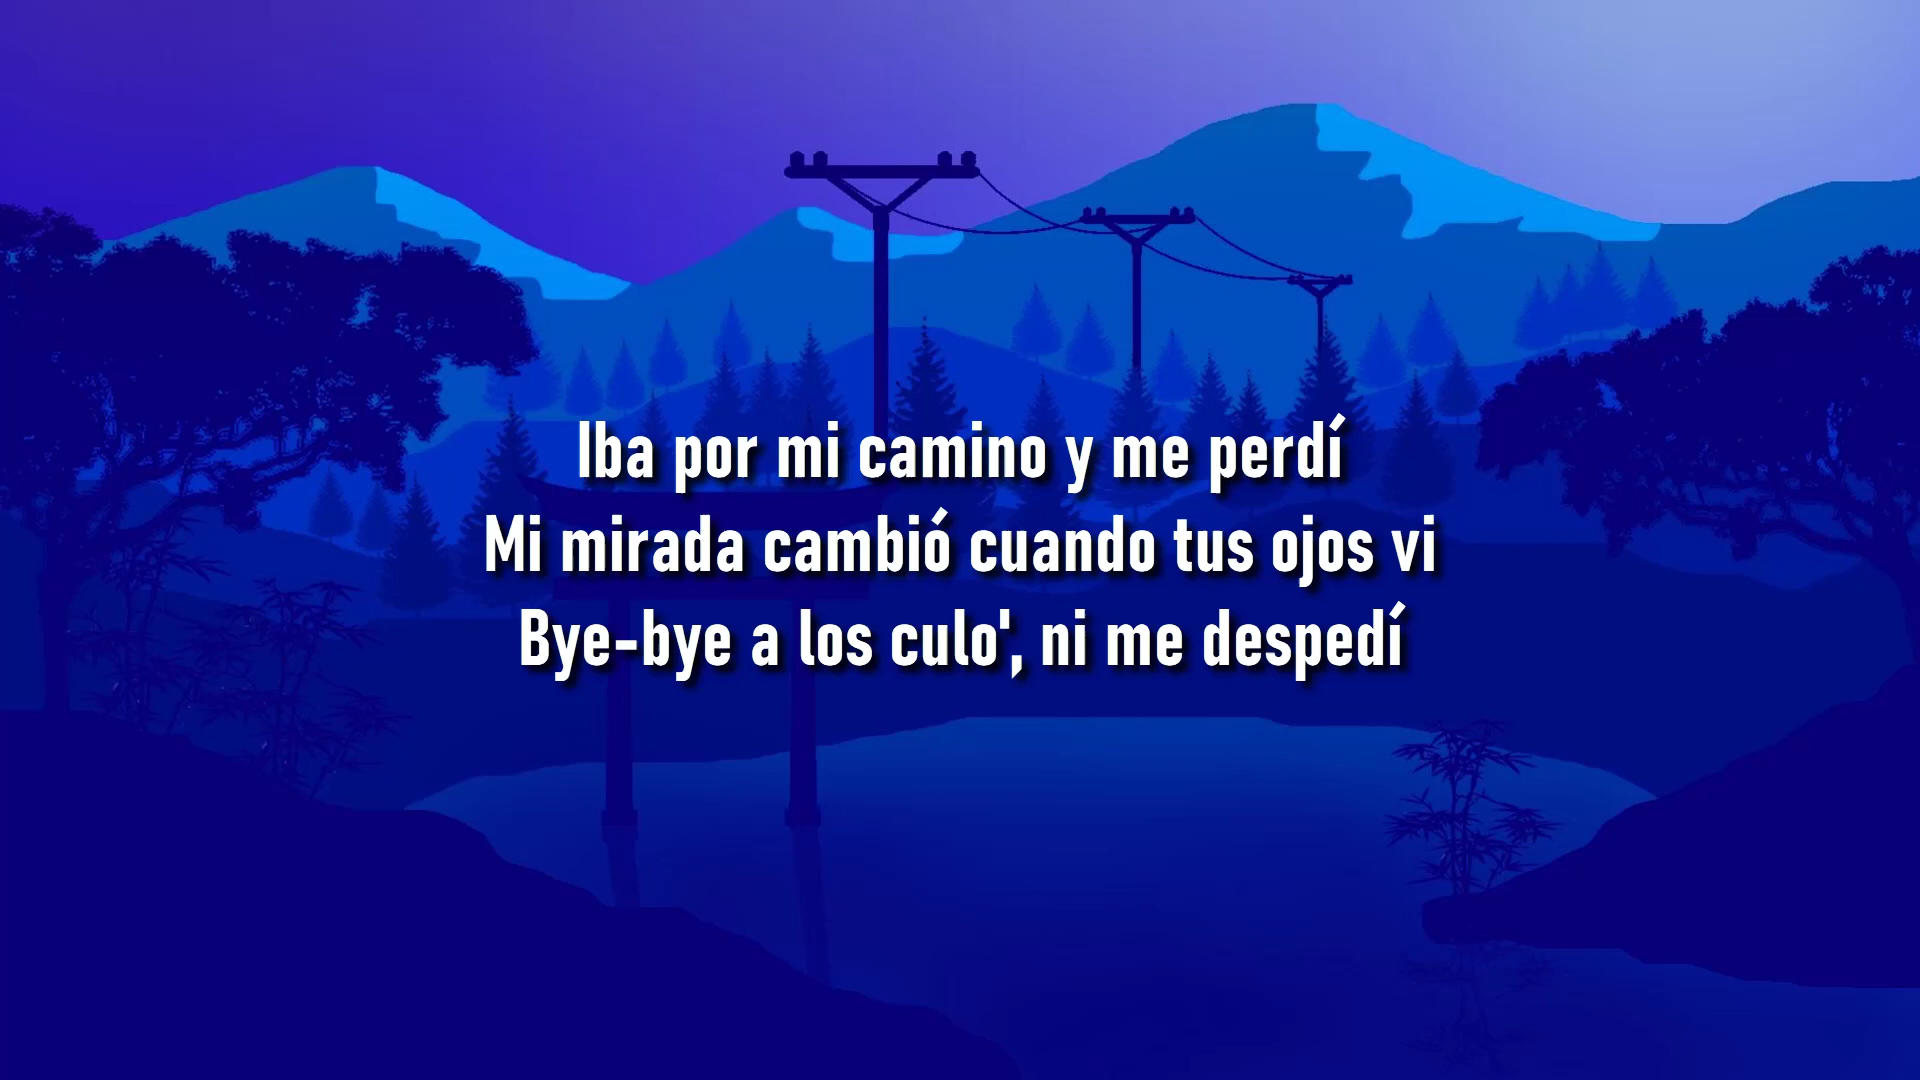 Iba por mi camino y me perdí
Mi mirada cambió cuando tus ojos vi
Bye-bye a los culo', ni me despedí